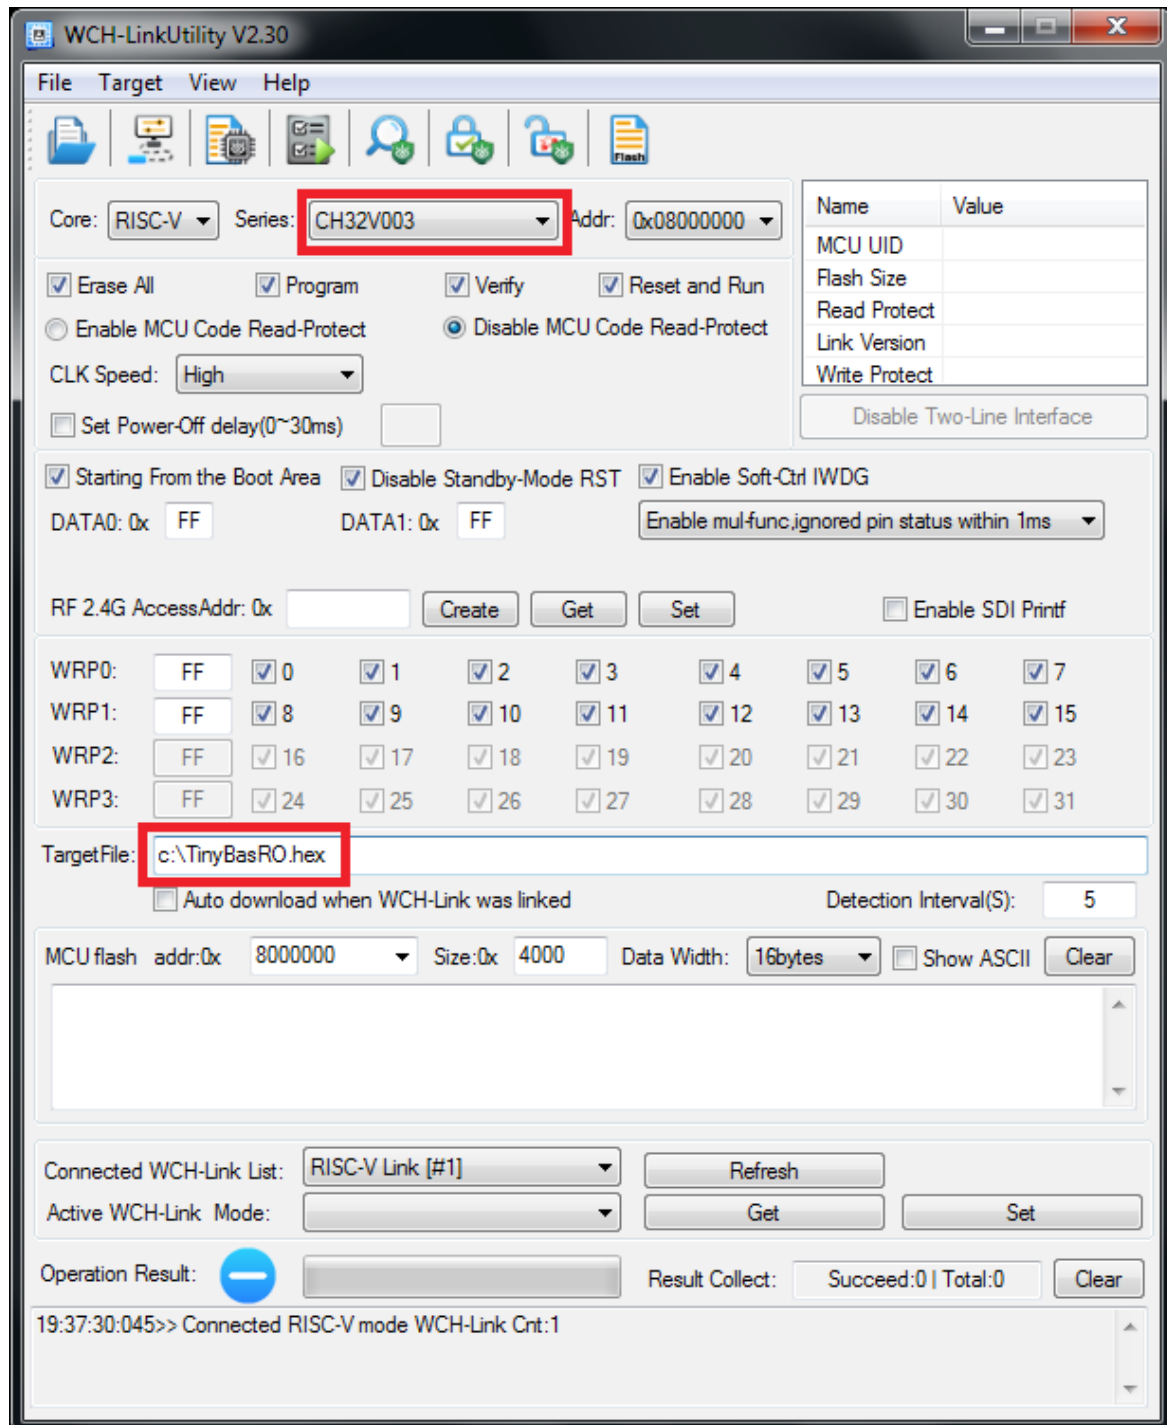 WCH-LinkUtility V2.30
File Target View Help
Flash
Core: RISC-V Series: CH32V003 Addr: 0x08000000
Name Value
MCU UID
Flash Size
Read Protect
Link Version
Write Protect
Erase All Program Verify Reset and Run
Enable MCU Code Read-Protect Disable MCU Code Read-Protect
CLK Speed: High
Disable Two-Line Interface
Set Power-Off delay(0~30ms)
Starting From the Boot Area Disable Standby-Mode RST Enable Soft-Ctrl IWDG
DATA0: 0x FF DATA1: 0x FF Enable mul-func,ignored pin status within 1ms
RF 2.4G AccessAddr: 0x Create Get Set Enable SDI Printf
WRP0: FF 0 1 2 3 4 5 6 7
WRP1: FF 8 9 10 11 12 13 14 15
WRP2: FF 16 17 18 19 20 21 22 23
WRP3: FF 24 25 26 27 28 29 30 31
TargetFile: c:\TinyBasRO.hex
Auto download when WCH-Link was linked Detection Interval(S): 5
MCU flash addr:0x 8000000 Size:0x 4000 Data Width: 16bytes Show ASCII Clear
Connected WCH-Link List: RISC-V Link [#1] Refresh
Active WCH-Link Mode: Get Set
Operation Result: Result Collect: Succeed:0 | Total:0 Clear
19:37:30:045>> Connected RISC-V mode WCH-Link Cnt:1